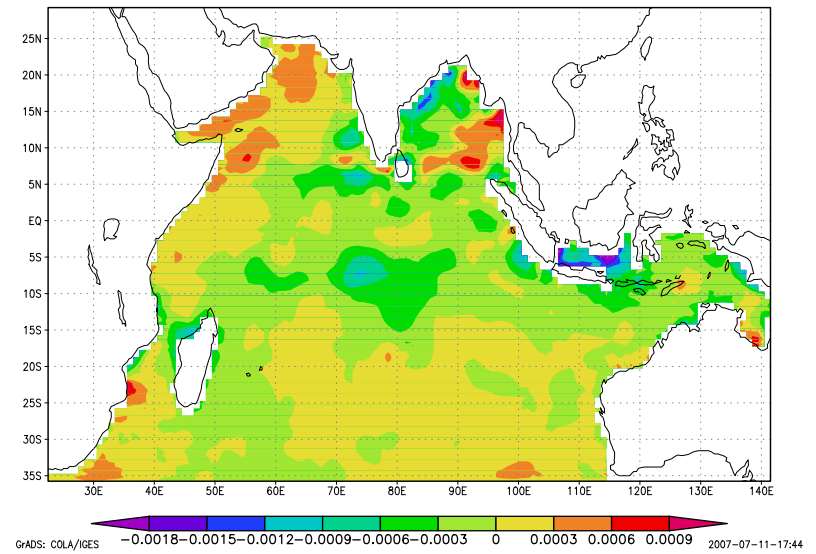 25N
20N
15N
10N
5N
EQ
5S
10S
15S
20S
25S
30S
35S
30E 40E 50E 60E 70E 80E 90E 100E 110E 120E 130E 140E
-0.0018 -0.0015 -0.0012 -0.0009 -0.0006 -0.0003 0 0.0003 0.0006 0.0009
GrADS: COLA/IGES 2007-07-11-17:44